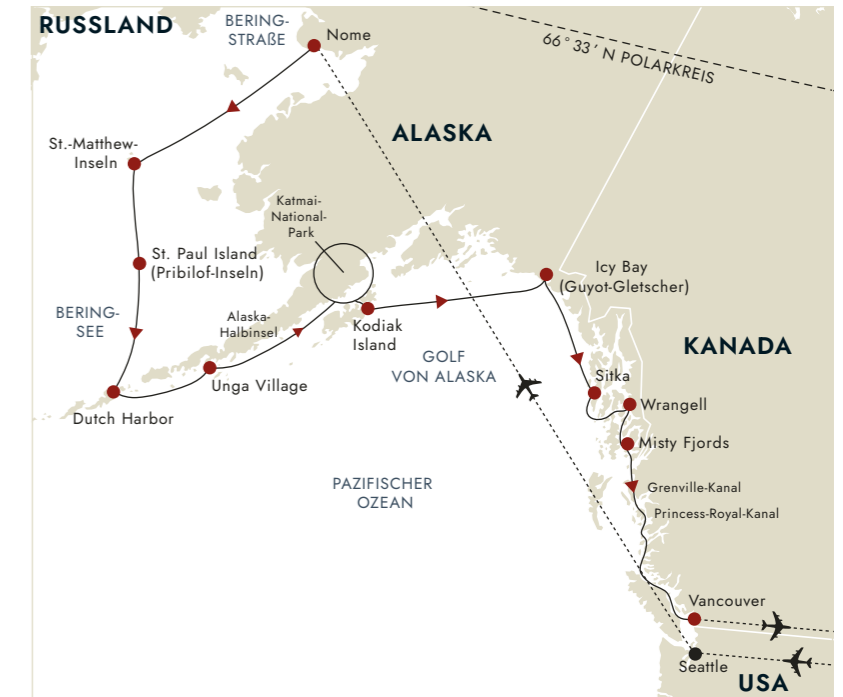 RUSSLAND
BERING-
STRAßE
Nome
66°33' N POLARKREIS
ALASKA
St.-Matthew-
Inseln
Katmai-
National-
Park
St. Paul Island
(Pribilof-Inseln)
Icy Bay
(Guyot-Gletscher)
BERING-
SEE
Alaska-
Halbinsel
Kodiak
Island
GOLF
VON ALASKA
KANADA
Unga Village
Sitka
Dutch Harbor
Wrangell
Misty Fjords
PAZIFISCHER
OZEAN
Grenville-Kanal
Princess-Royal-Kanal
Vancouver
Seattle
USA